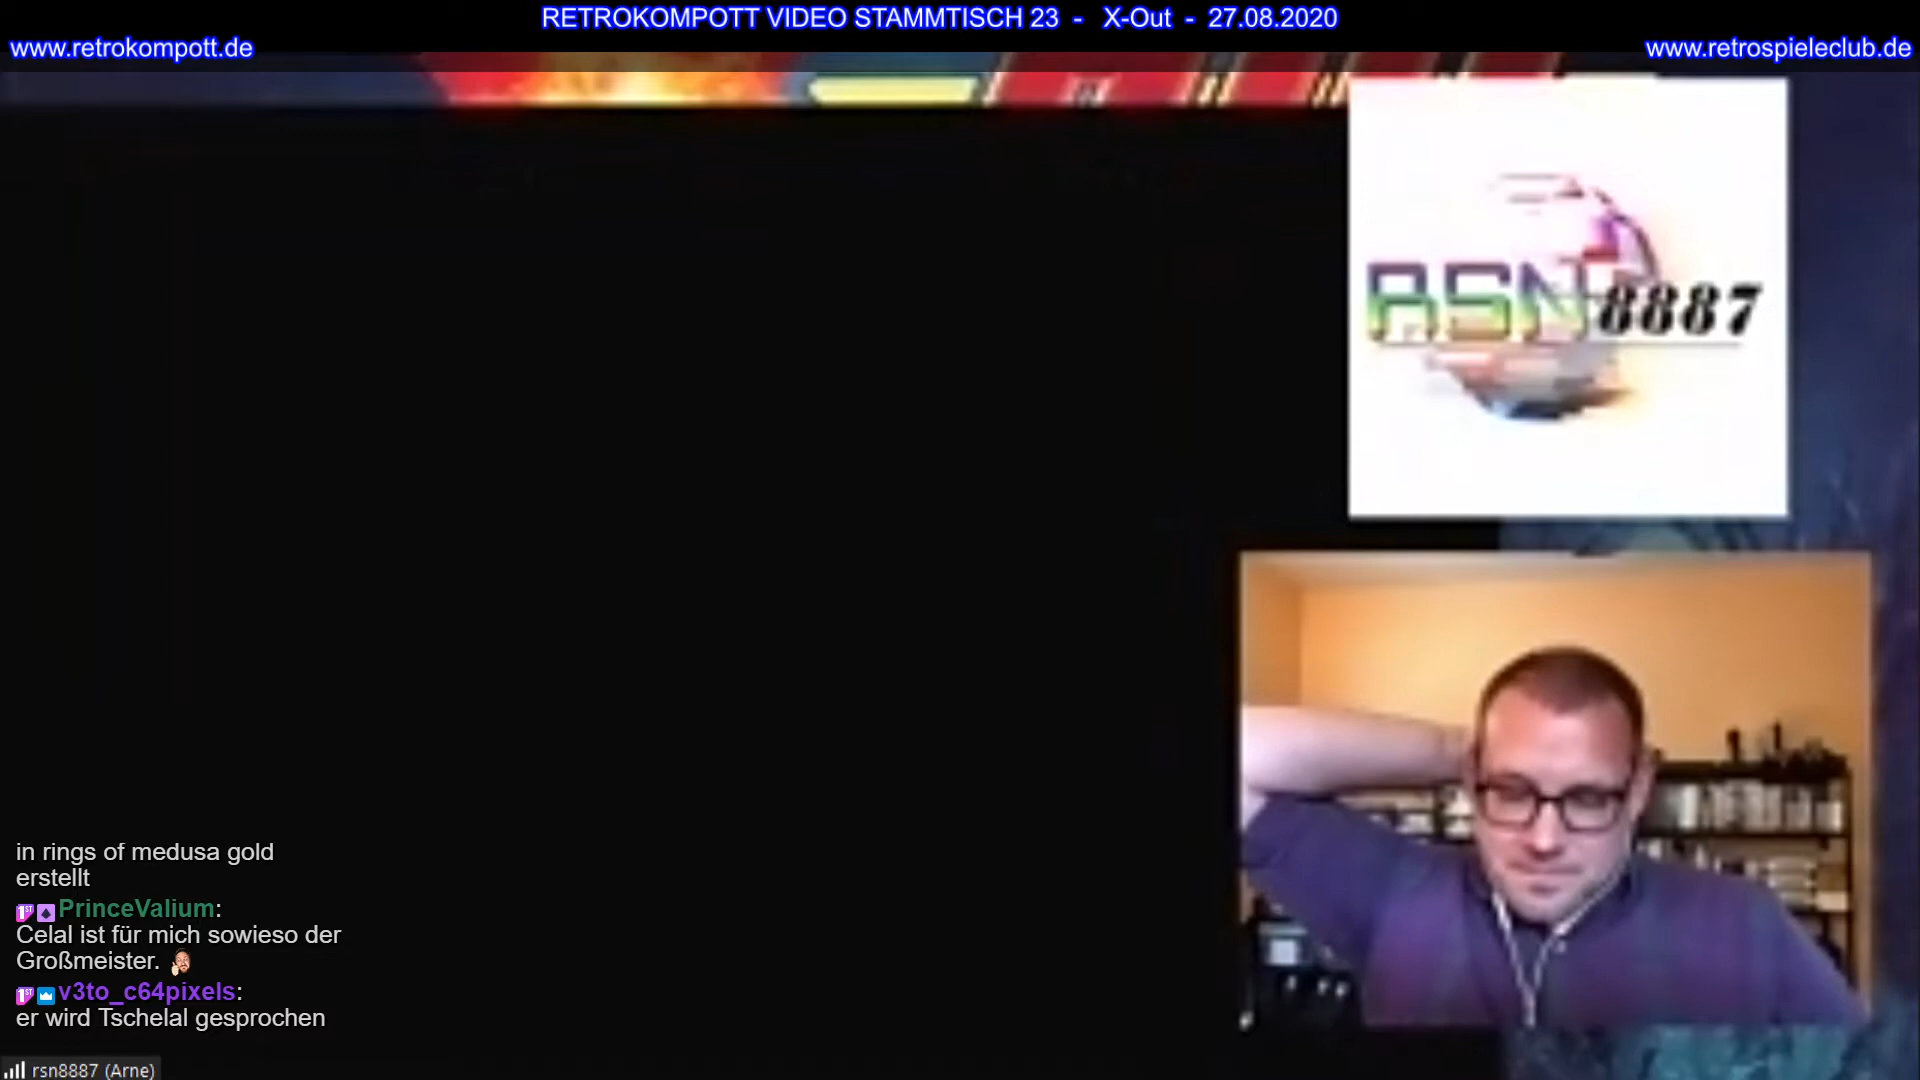 RETROKOMPOTT VIDEO STAMMTISCH 23 - X-Out - 27.08.2020
www.retrokompott.de
www.retrospieleclub.de
RSN 8887
in rings of medusa gold
erstellt
PrinceValium:
Celal ist für mich sowieso der
Großmeister.
v3to_c64pixels:
er wird Tschelal gesprochen
rsn8887 (Arne)